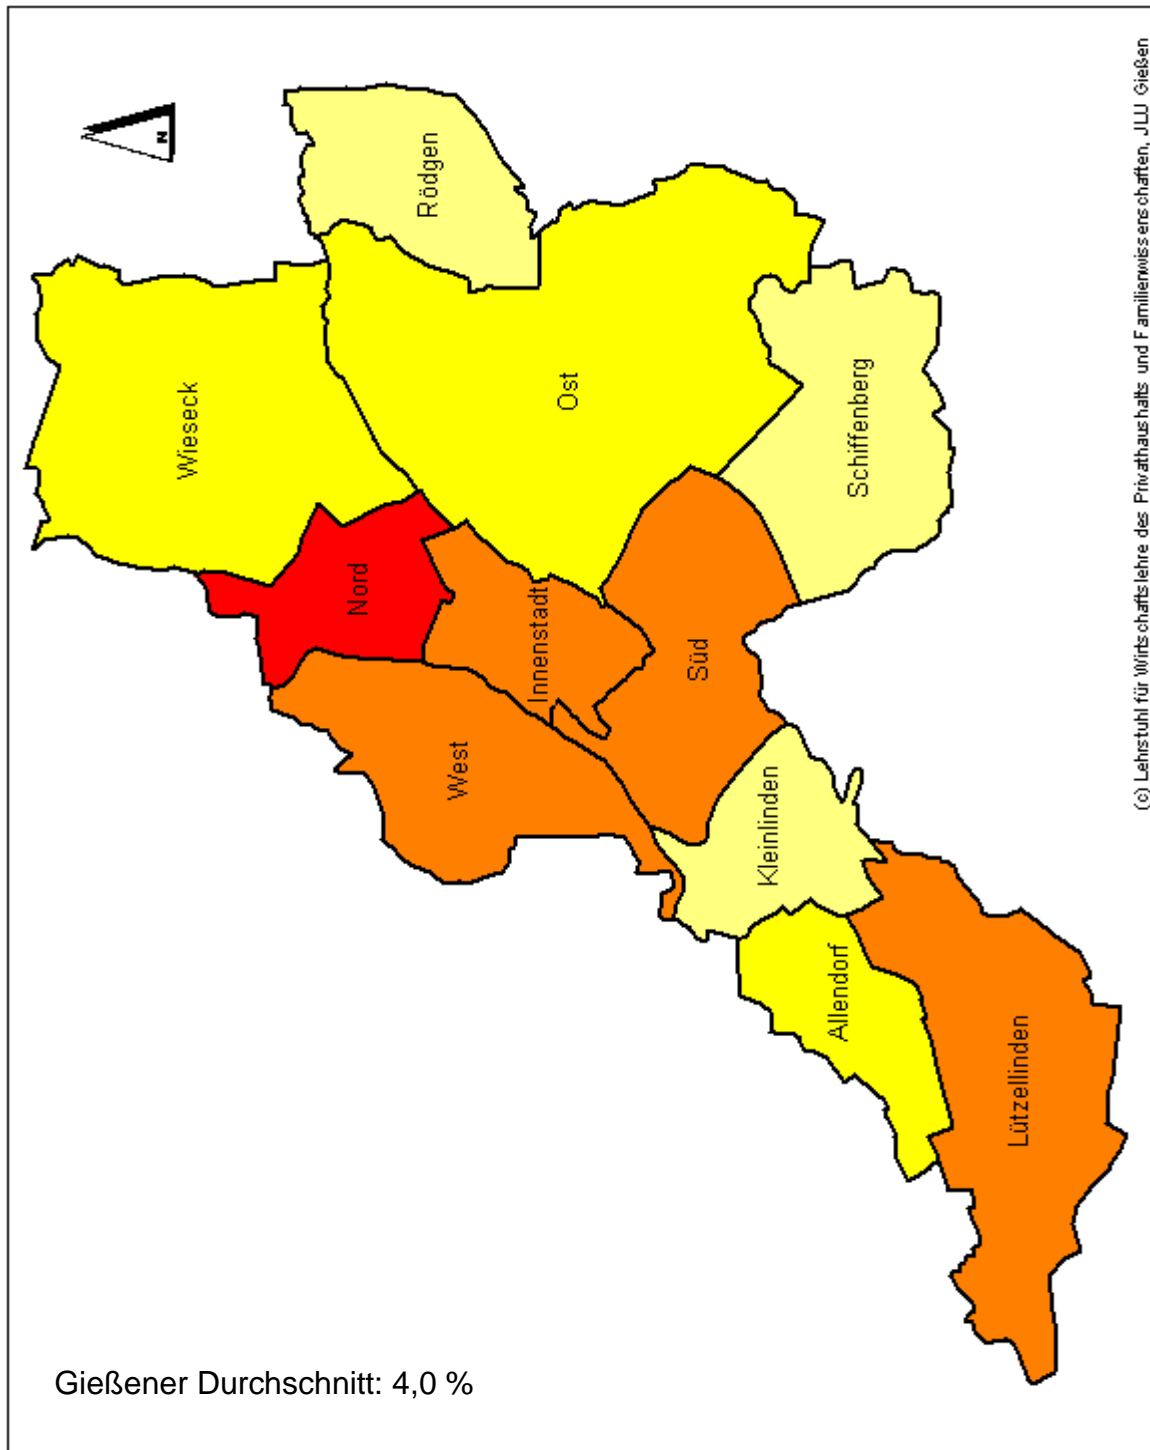 N
Rödgen
Wieseck
Ost
Schiffenberg
Nord
Innenstadt
Süd
West
Kleinlinden
Allendorf
Lützellinden
Gießener Durchschnitt: 4,0 %
(c) Lehrstuhl für Wirtschaftslehre des Privathaushalts und Familienwissenschaften, JLU Gießen